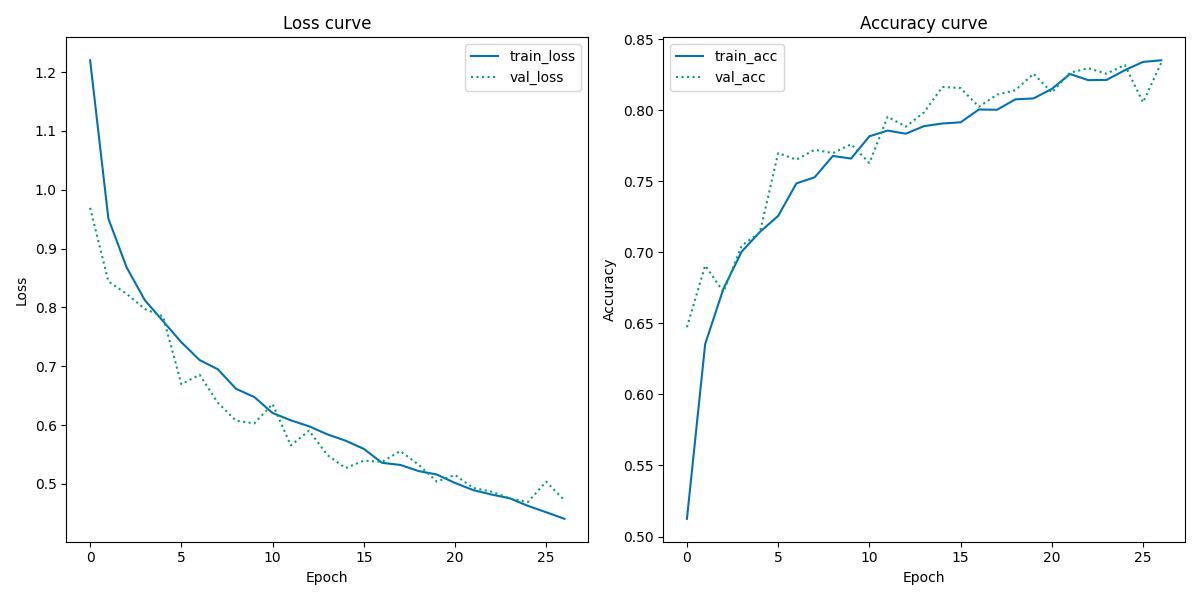 Loss curve
train_loss
val_loss
1.2
1.1
1.0
0.9
0.8
0.7
0.6
0.5
Loss
0 5 10 15 20 25
Epoch
Accuracy curve
train_acc
val_acc
0.85
0.80
0.75
0.70
0.65
0.60
0.55
0.50
Accuracy
0 5 10 15 20 25
Epoch